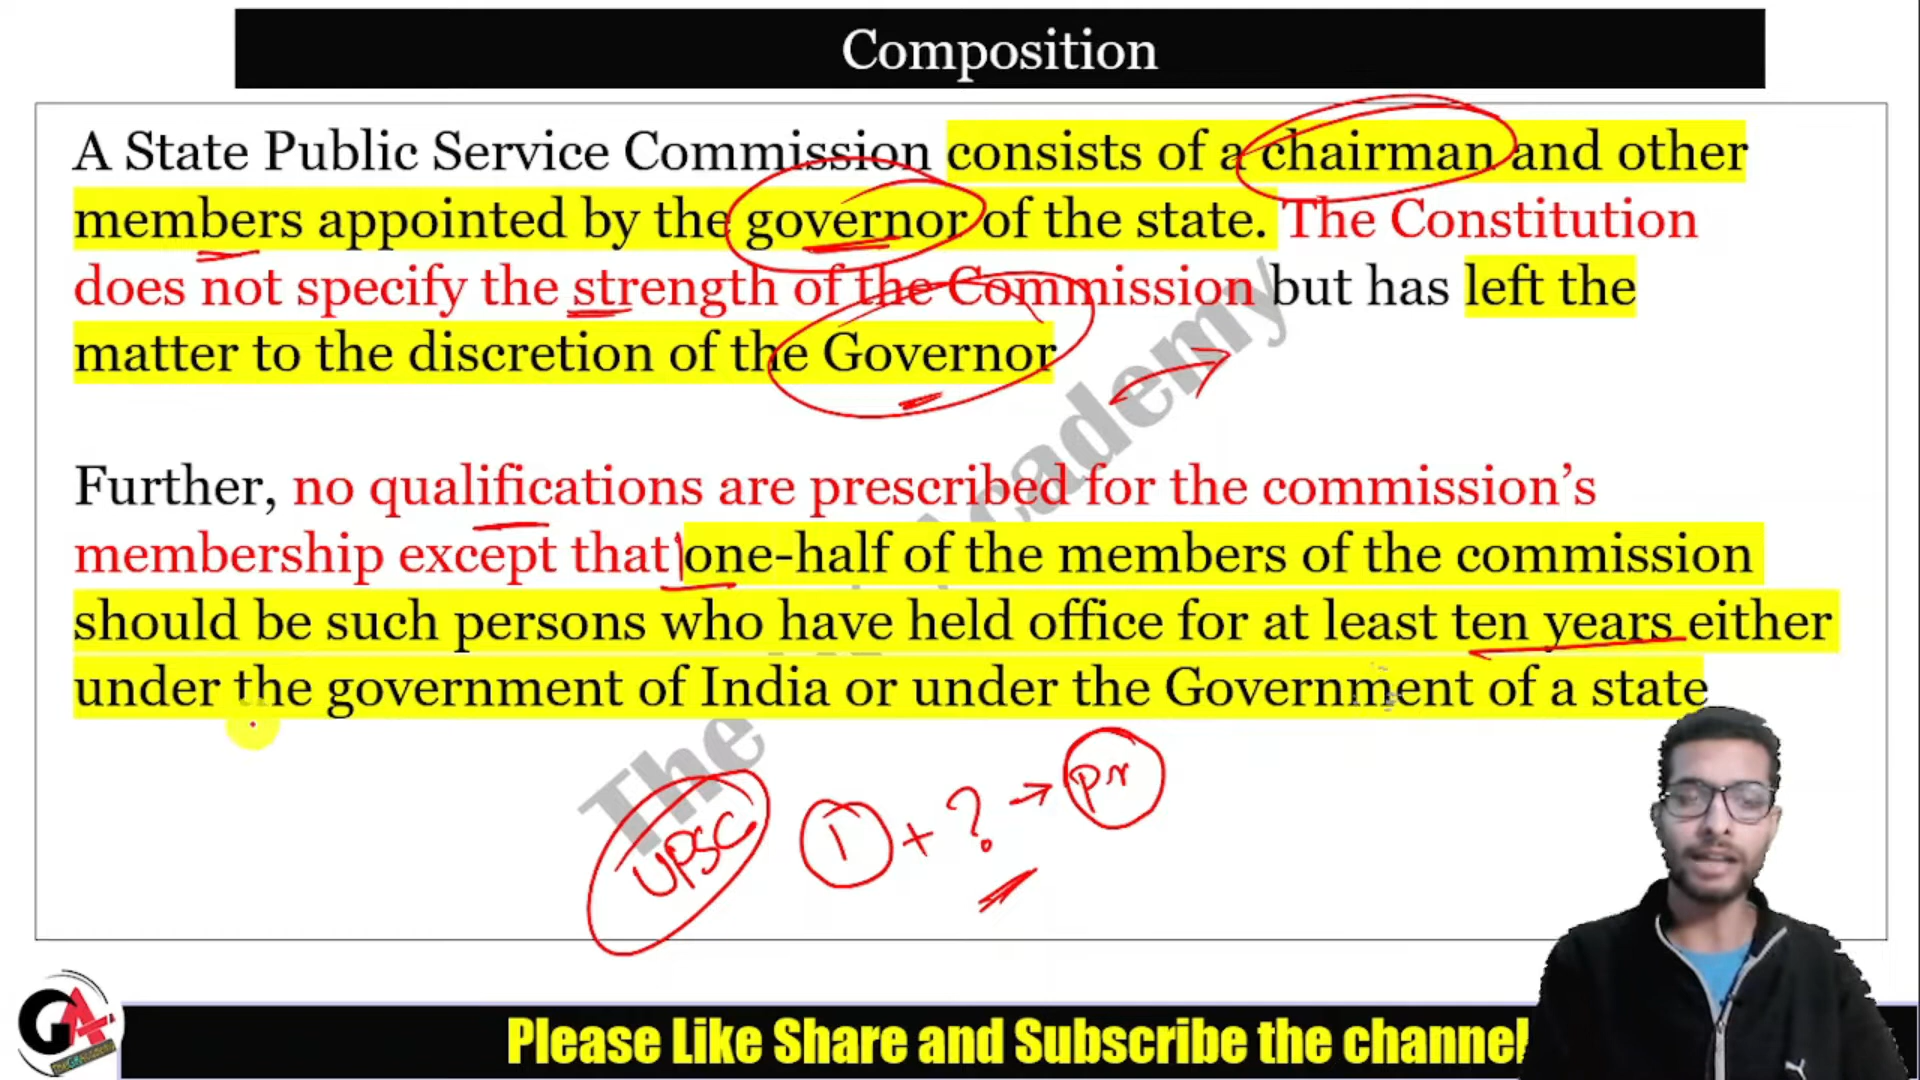 Composition
A State Public Service Commission consists of a chairman and other
members appointed by the governor of the state. The Constitution
does not specify the strength of the Commission but has left the
matter to the discretion of the Governor
Further, no qualifications are prescribed for the commission's
membership except that one-half of the members of the commission
should be such persons who have held office for at least ten years either
under the government of India or under the Government of a state
UPSC 1 + ? → pr
GA
Please Like Share and Subscribe the channel